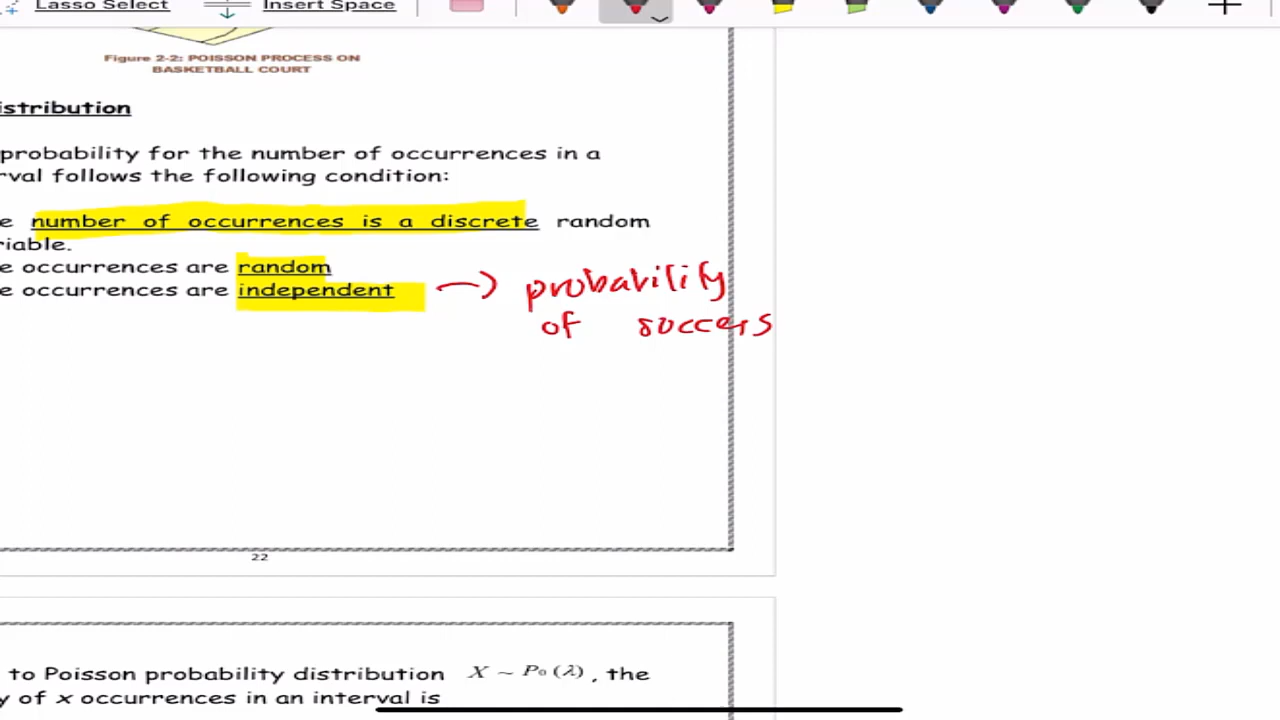 Lasso Select Insert Space
Figure 2-2: POISSON PROCESS ON
BASKETBALL COURT
istribution
probability for the number of occurrences in a
rval follows the following condition:
e number of occurrences is a discrete random
riable.
e occurrences are random
e occurrences are independent
probability
of success
22
to Poisson probability distribution X ~ Po (λ), the
y of x occurrences in an interval is